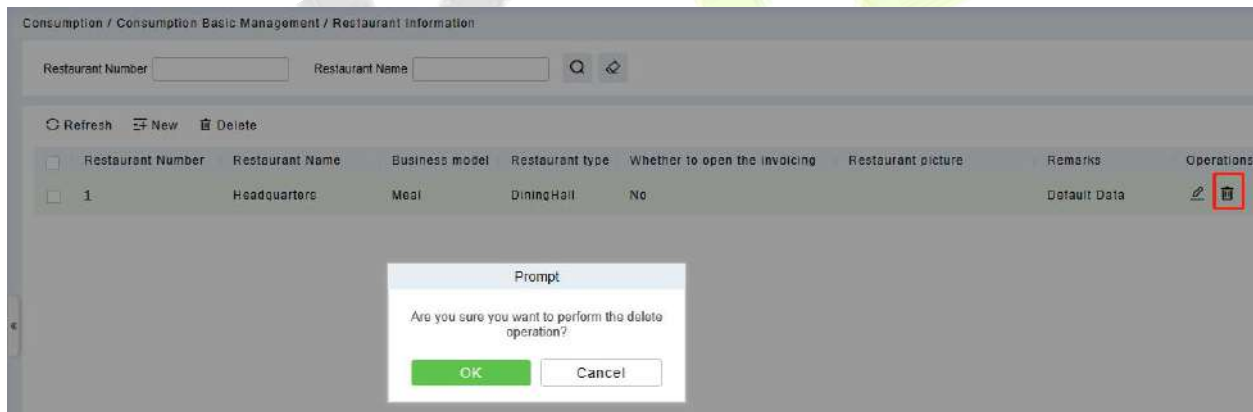 Consumption / Consumption Basic Management / Restaurant Information
Restaurant Number Restaurant Name
Refresh New Delete
Restaurant Number Restaurant Name Business model Restaurant type Whether to open the invoicing Restaurant picture Remarks Operations
1 Headquarters Meal DiningHall No Default Data
Prompt
Are you sure you want to perform the delete
operation?
OK Cancel